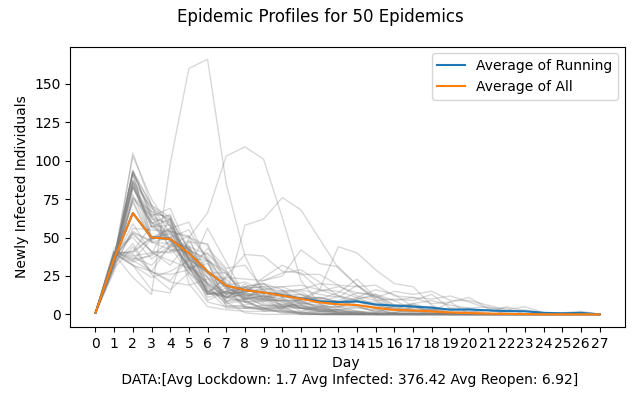 Epidemic Profiles for 50 Epidemics
Average of Running
Average of All
150
125
100
75
50
25
0
Newly Infected Individuals
0 1 2 3 4 5 6 7 8 9 10 11 12 13 14 15 16 17 18 19 20 21 22 23 24 25 26 27
Day
DATA:[Avg Lockdown: 1.7 Avg Infected: 376.42 Avg Reopen: 6.92]